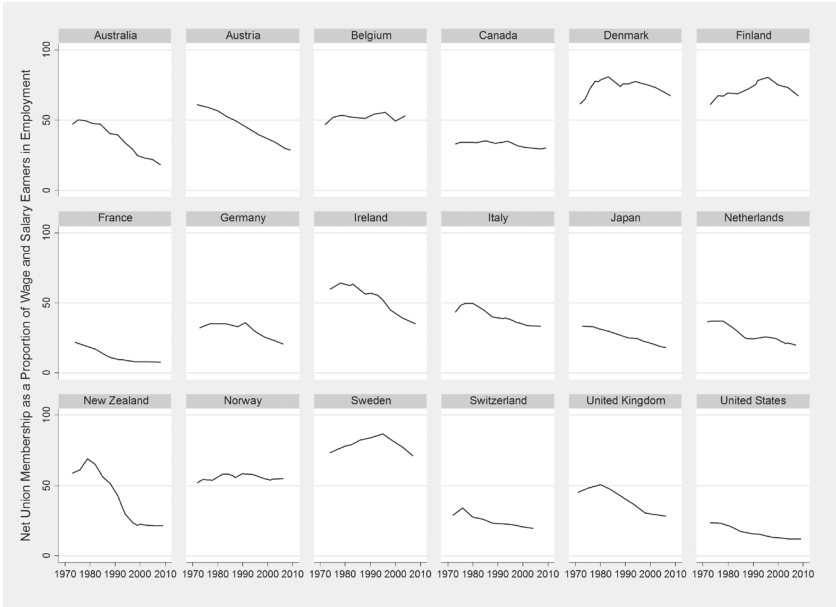 Net Union Membership as a Proportion of Wage and Salary Earners in Employment
Australia Austria Belgium Canada Denmark Finland
100
50
0
France Germany Ireland Italy Japan Netherlands
100
50
0
New Zealand Norway Sweden Switzerland United Kingdom United States
100
50
0
1970 1980 1990 2000 2010 1970 1980 1990 2000 2010 1970 1980 1990 2000 2010 1970 1980 1990 2000 2010 1970 1980 1990 2000 2010 1970 1980 1990 2000 2010